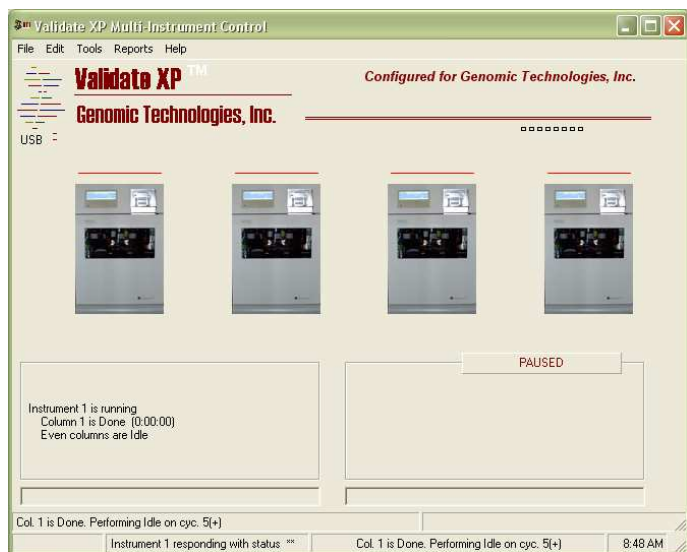 Validate XP Multi-Instrument Control
File Edit Tools Reports Help
Validate XP™
Configured for Genomic Technologies, Inc.
Genomic Technologies, Inc.
USB
PAUSED
Instrument 1 is running
Column 1 is Done (0:00:00)
Even columns are Idle
Col. 1 is Done. Performing Idle on cyc. 5(+)
Instrument 1 responding with status ** Col. 1 is Done. Performing Idle on cyc. 5(+) 8:48 AM